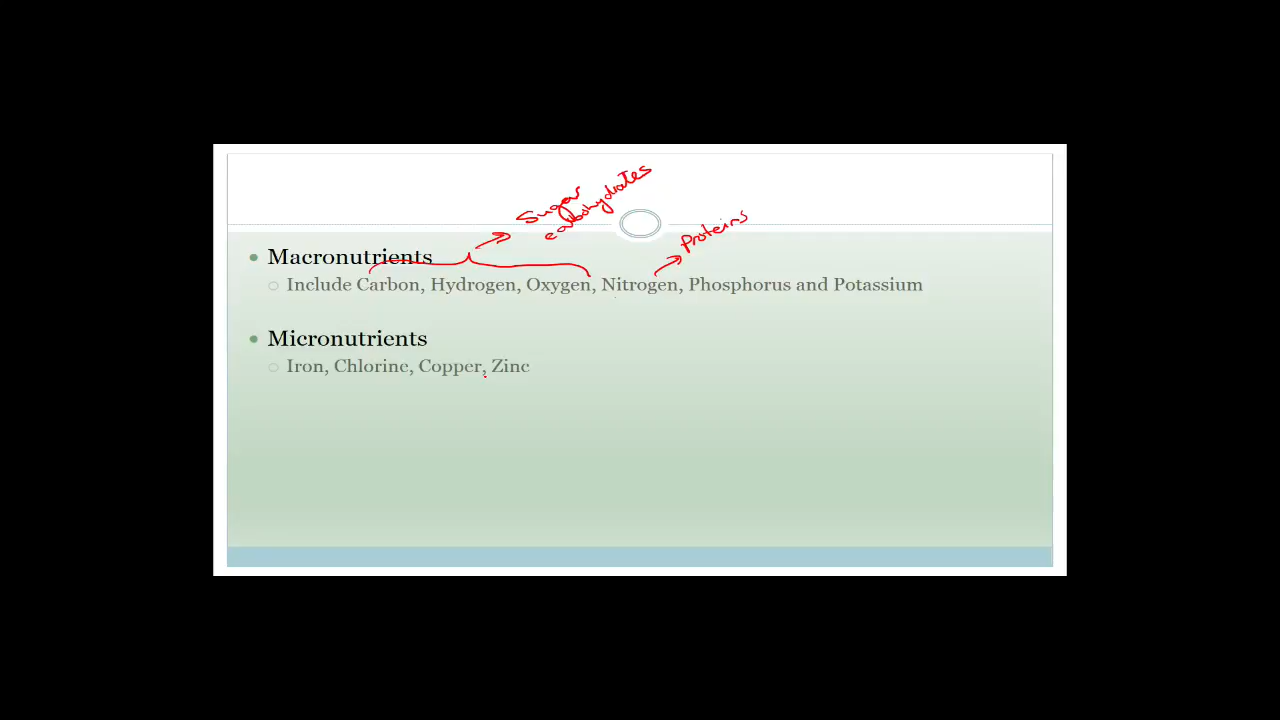 Sugar
carbohydrates
Proteins
Macronutrients
Include Carbon, Hydrogen, Oxygen, Nitrogen, Phosphorus and Potassium
Micronutrients
Iron, Chlorine, Copper, Zinc